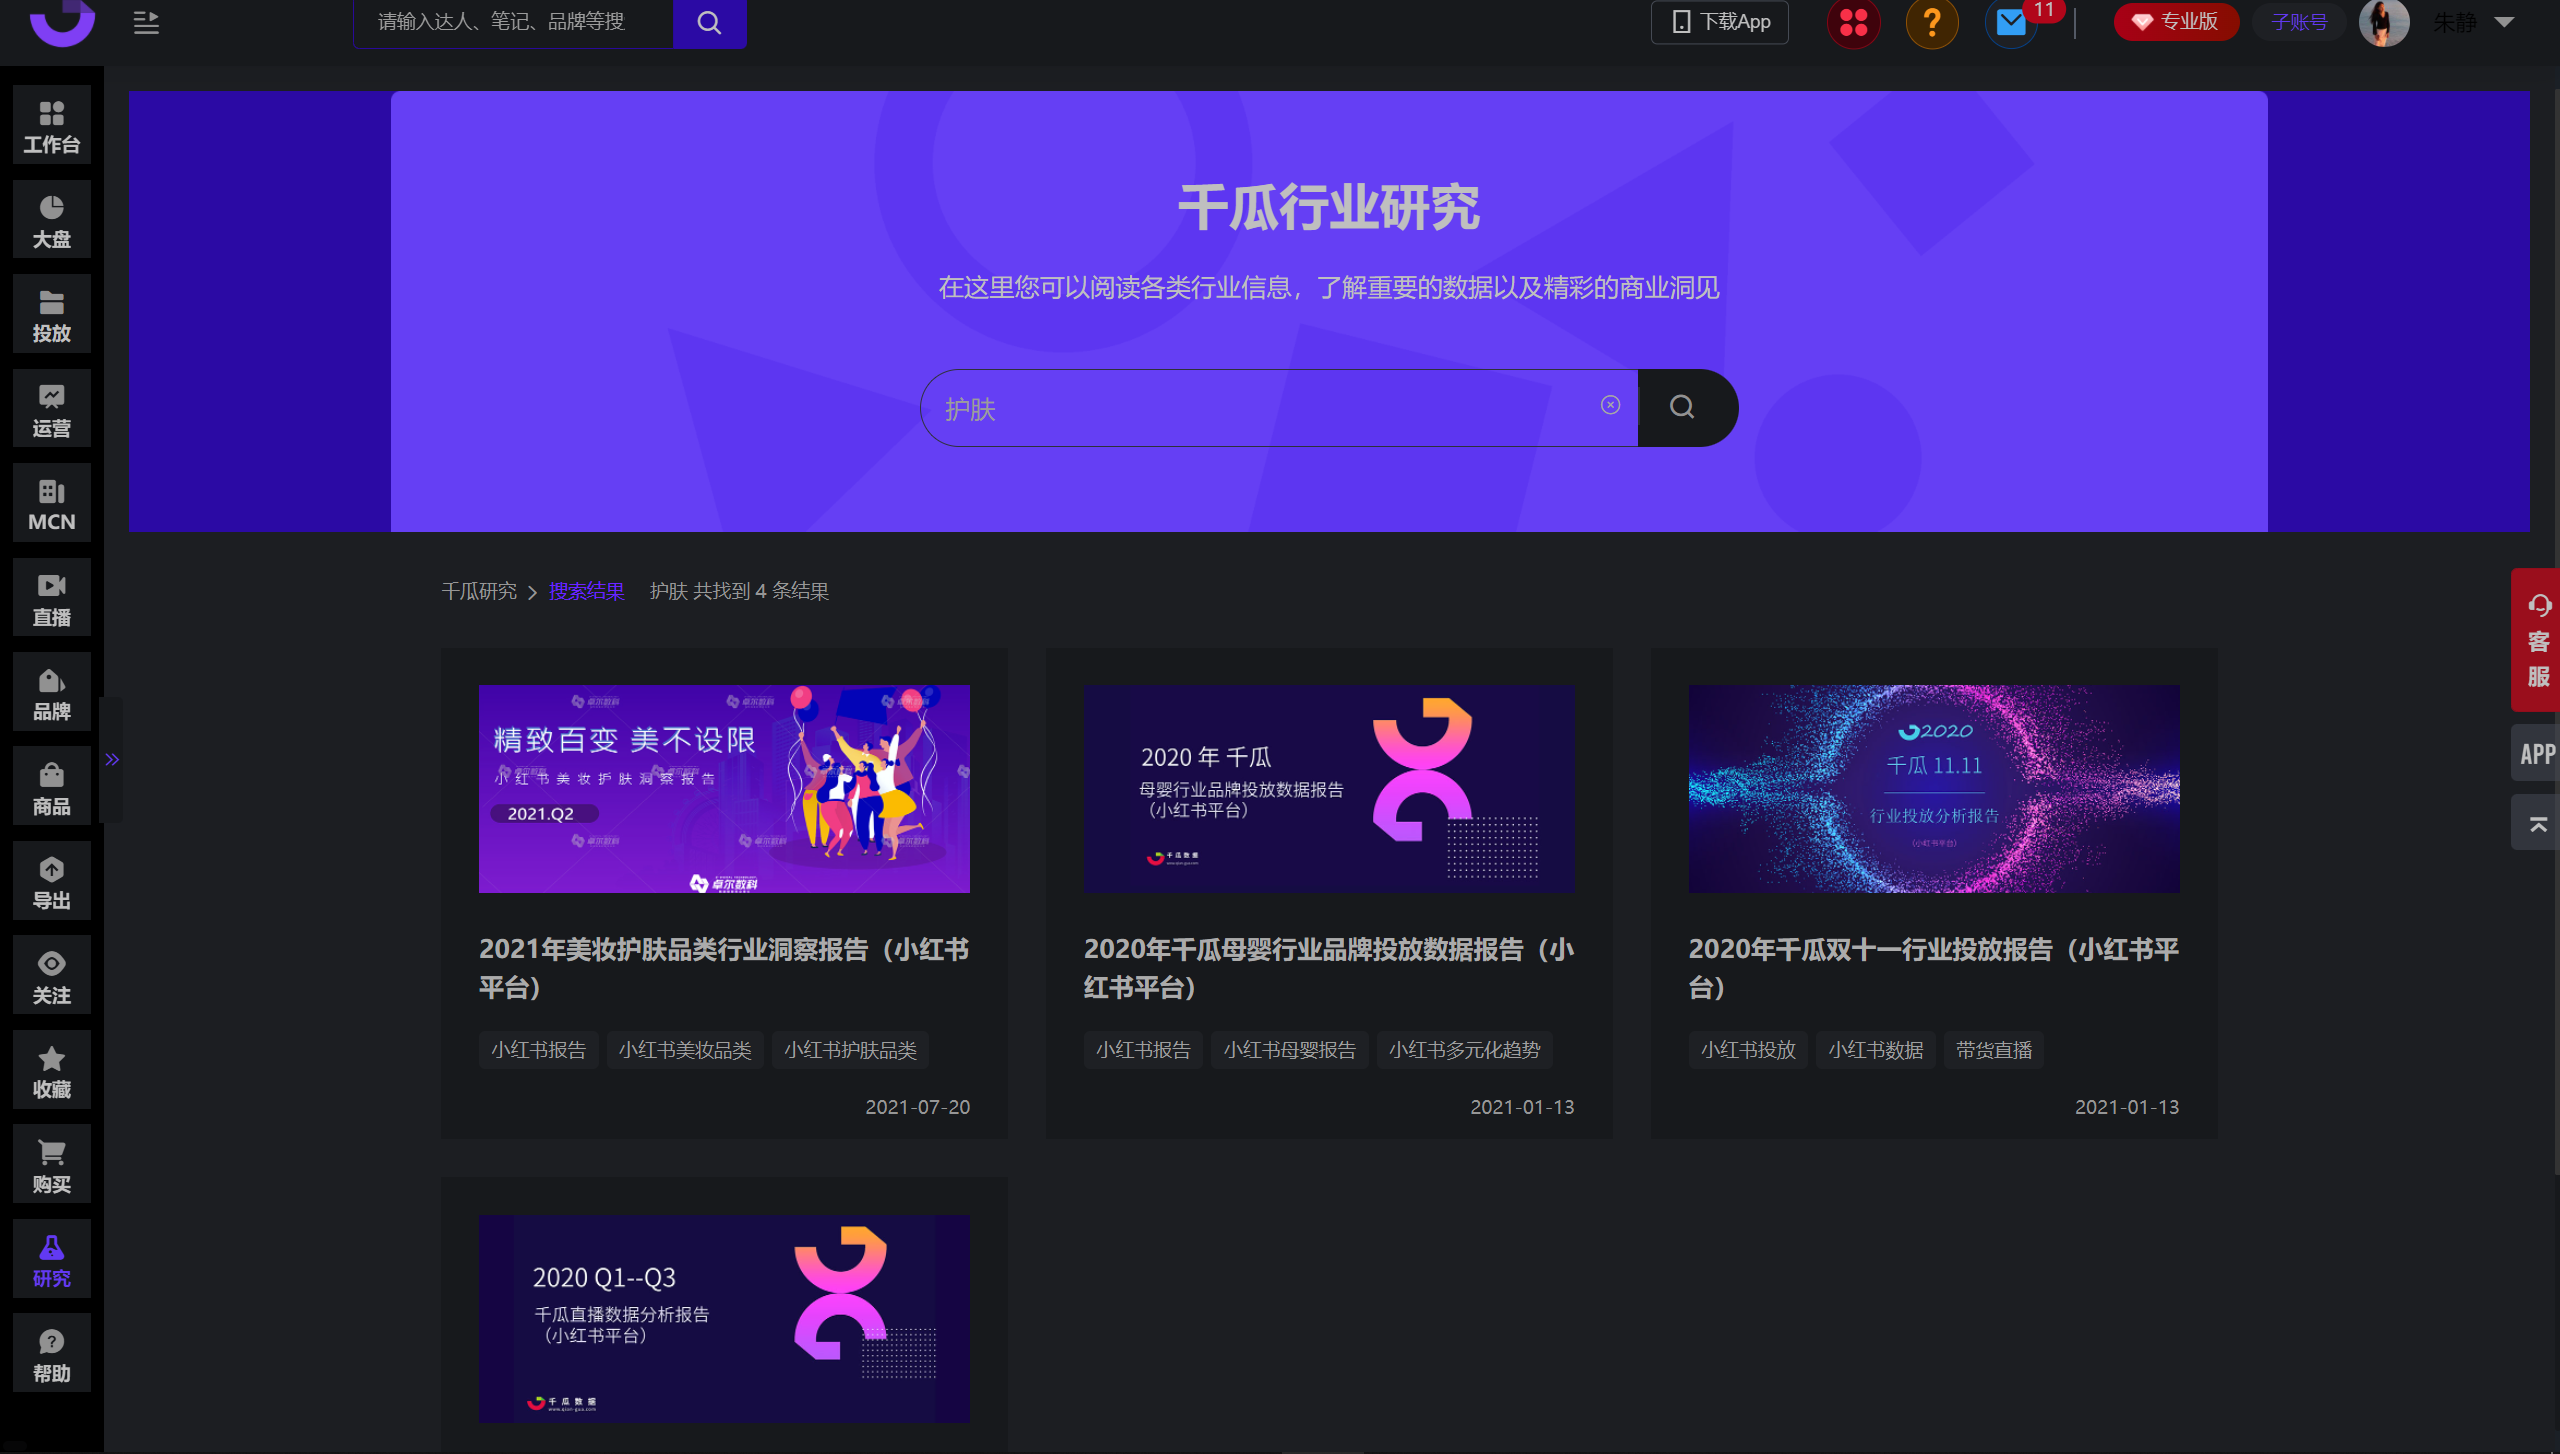 请输入达人、笔记、品牌等搜
下载App
11
专业版
子账号
朱静
工作台
大盘
投放
运营
MCN
直播
品牌
商品
导出
关注
收藏
购买
研究
帮助
千瓜行业研究
在这里您可以阅读各类行业信息，了解重要的数据以及精彩的商业洞见
护肤
千瓜研究 > 搜索结果 护肤 共找到 4 条结果
精致百变 美不设限
小红书美妆护肤洞察报告
2021.Q2
卓尔数科
2021年美妆护肤品类行业洞察报告（小红书
平台）
小红书报告 小红书美妆品类 小红书护肤品类
2021-07-20
2020 年 千瓜
母婴行业品牌投放数据报告
（小红书平台）
千瓜数据
2020年千瓜母婴行业品牌投放数据报告（小
红书平台）
小红书报告 小红书母婴报告 小红书多元化趋势
2021-01-13
2020
千瓜 11.11
行业投放分析报告
（小红书平台）
2020年千瓜双十一行业投放报告（小红书平
台）
小红书投放 小红书数据 带货直播
2021-01-13
2020 Q1--Q3
千瓜直播数据分析报告
（小红书平台）
千瓜数据
www.qian-gua.com
客
服
APP